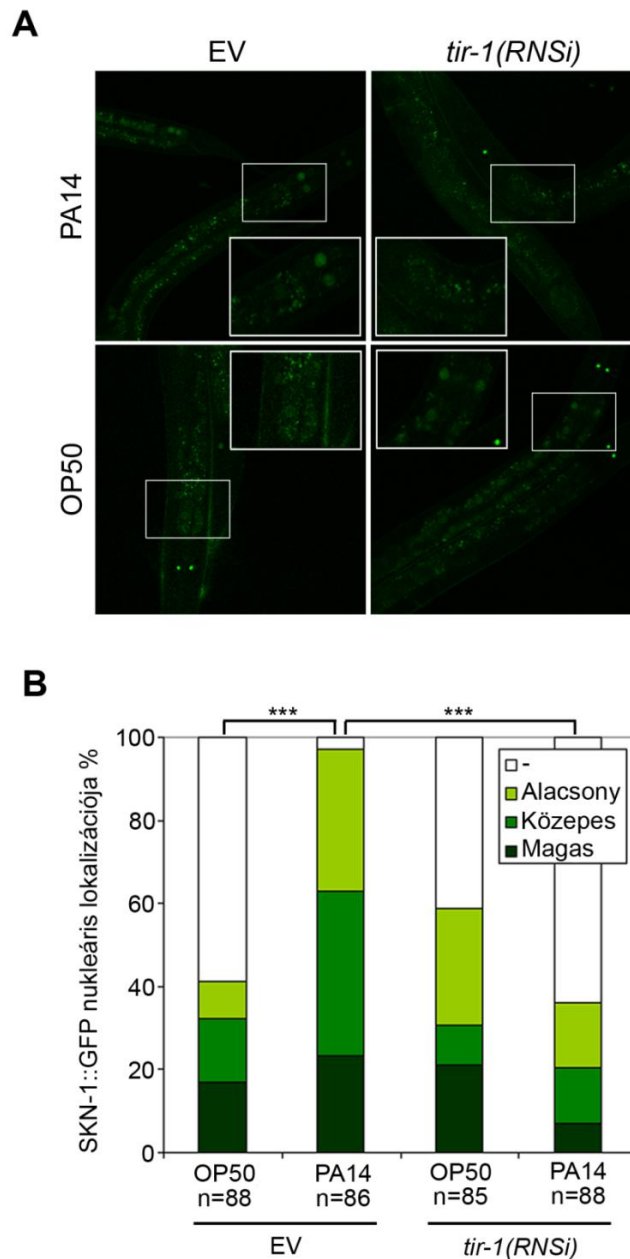 A
EV
tir-1(RNSi)
PA14
OP50
B
SKN-1::GFP nukleáris lokalizációja %
*** ***
100
80
60
40
20
0
-
Alacsony
Közepes
Magas
OP50 PA14 OP50 PA14
n=88 n=86 n=85 n=88
EV tir-1(RNSi)